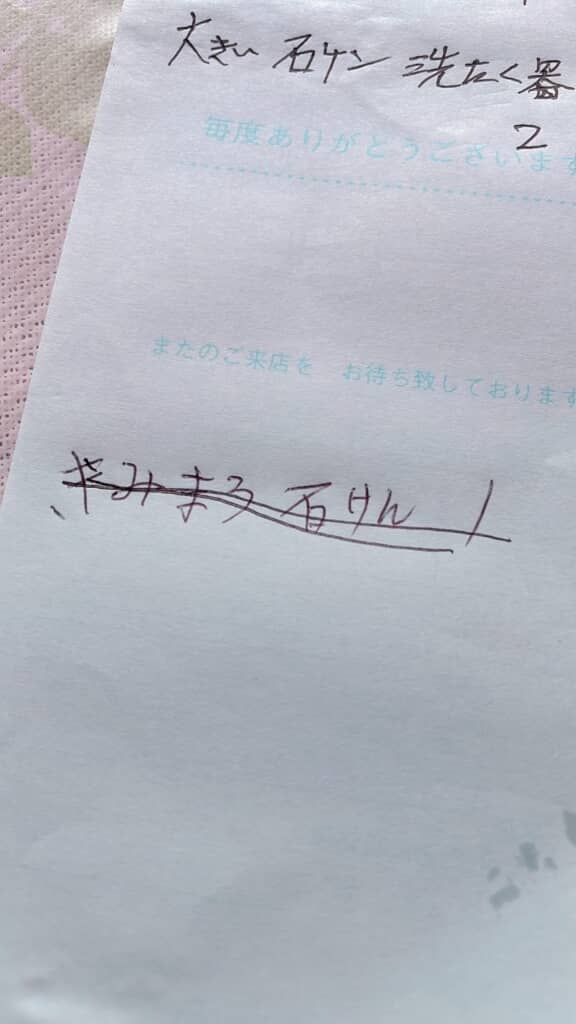 大きい 石ケン 洗たく器
2
毎度ありがとうございます
またのご来店を お待ち致しております
きみまろ 石けん 1